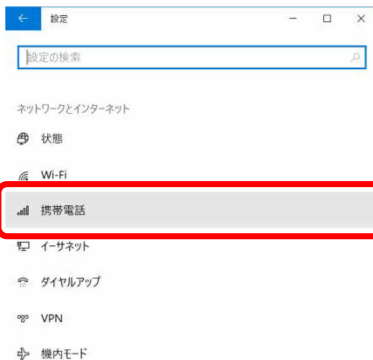 設定
設定の検索
ネットワークとインターネット
状態
Wi-Fi
携帯電話
イーサネット
ダイヤルアップ
VPN
機内モード